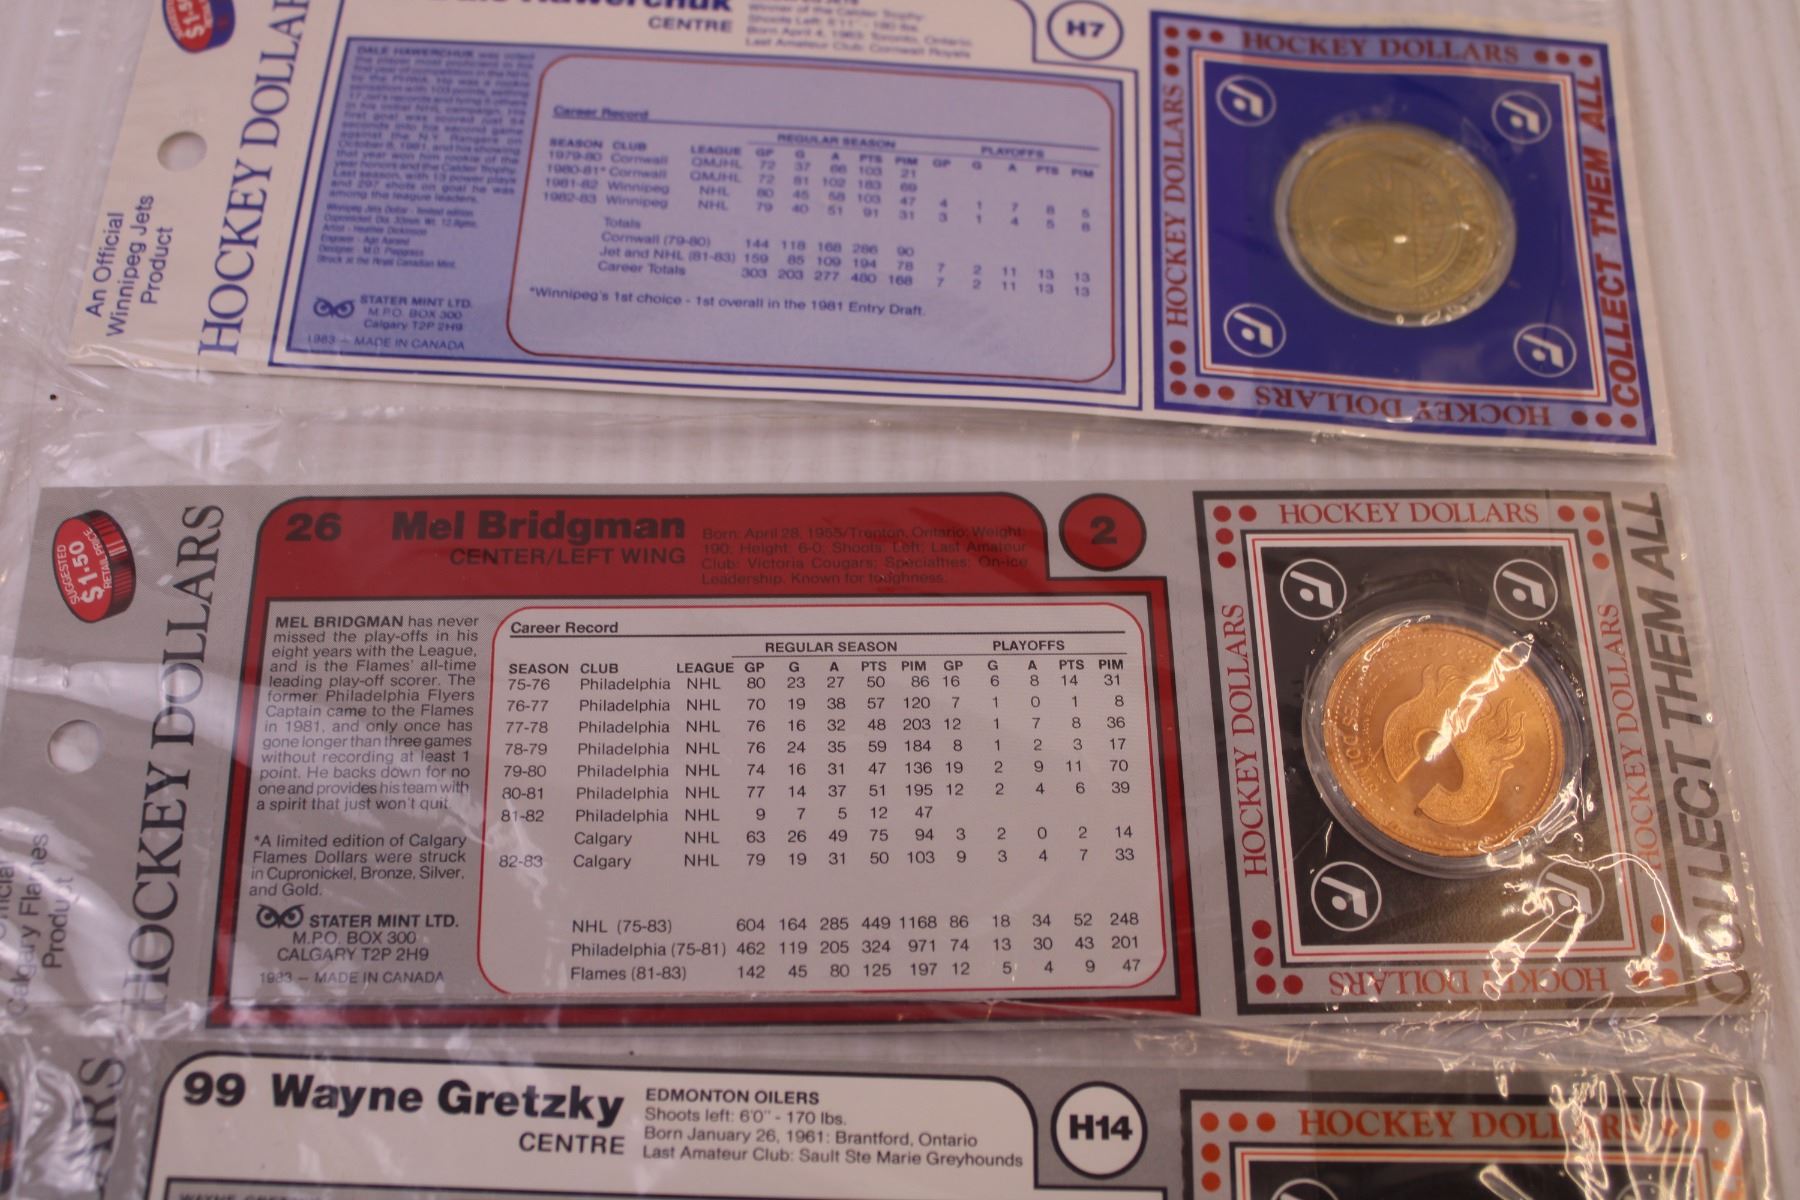 HOCKEY DOLLAR
An Official
Winnipeg Jets
Product
CENTRE
H7
DALE HAWERCHUK was voted
Career Record
REGULAR SEASON PLAYOFFS
SEASON CLUB LEAGUE GP G A PTS PIM GP G A PTS PIM
1979-80 Cornwall QMJHL 72 37 66 103 21
1980-81* Cornwall QMJHL 72 81 102 183 69
1981-82 Winnipeg NHL 80 45 58 103 47 4 1 7 8 5
1982-83 Winnipeg NHL 79 40 51 91 31 3 1 4 5 8
Totals
Cornwall (79-80) 144 118 168 286 90
Jet and NHL (81-83) 159 85 109 194 78 7 2 11 13 13
Career Totals 303 203 277 480 168 7 2 11 13 13
*Winnipeg's 1st choice - 1st overall in the 1981 Entry Draft.
STATER MINT LTD.
M.P.O. BOX 300
Calgary T2P 2H9
1983 – MADE IN CANADA
HOCKEY DOLLARS
HOCKEY DOLLARS
HOCKEY DOLLARS
COLLECT THEM ALL
SUGGESTED
$1.50
RETAIL PRICE
Calgary Flames
Product
HOCKEY DOLLARS
26 Mel Bridgman
CENTER/LEFT WING
Born: April 28, 1955/Trenton, Ontario; Weight:
190; Height: 6-0; Shoots: Left; Last Amateur
Club: Victoria Cougars; Specialties: On-Ice
Leadership. Known for toughness.
2
MEL BRIDGMAN has never
missed the play-offs in his
eight years with the League,
and is the Flames' all-time
leading play-off scorer. The
former Philadelphia Flyers
Captain came to the Flames
in 1981, and only once has
gone longer than three games
without recording at least 1
point. He backs down for no
one and provides his team with
a spirit that just won't quit.
*A limited edition of Calgary
Flames Dollars were struck
in Cupronickel, Bronze, Silver,
and Gold.
STATER MINT LTD.
M.P.O. BOX 300
CALGARY T2P 2H9
1983 – MADE IN CANADA
Career Record
REGULAR SEASON PLAYOFFS
SEASON CLUB LEAGUE GP G A PTS PIM GP G A PTS PIM
75-76 Philadelphia NHL 80 23 27 50 86 16 6 8 14 31
76-77 Philadelphia NHL 70 19 38 57 120 7 1 0 1 8
77-78 Philadelphia NHL 76 16 32 48 203 12 1 7 8 36
78-79 Philadelphia NHL 76 24 35 59 184 8 1 2 3 17
79-80 Philadelphia NHL 74 16 31 47 136 19 2 9 11 70
80-81 Philadelphia NHL 77 14 37 51 195 12 2 4 6 39
81-82 Philadelphia NHL 9 7 5 12 47
Calgary NHL 63 26 49 75 94 3 2 0 2 14
82-83 Calgary NHL 79 19 31 50 103 9 3 4 7 33
NHL (75-83) 604 164 285 449 1168 86 18 34 52 248
Philadelphia (75-81) 462 119 205 324 971 74 13 30 43 201
Flames (81-83) 142 45 80 125 197 12 5 4 9 47
HOCKEY DOLLARS
HOCKEY DOLLARS
HOCKEY DOLLARS
HOCKEY DOLLARS
COLLECT THEM ALL
99 Wayne Gretzky
CENTRE
EDMONTON OILERS
Shoots left: 6'0" - 170 lbs.
Born January 26, 1961: Brantford, Ontario
Last Amateur Club: Sault Ste Marie Greyhounds
H14
HOCKEY DOLLARS